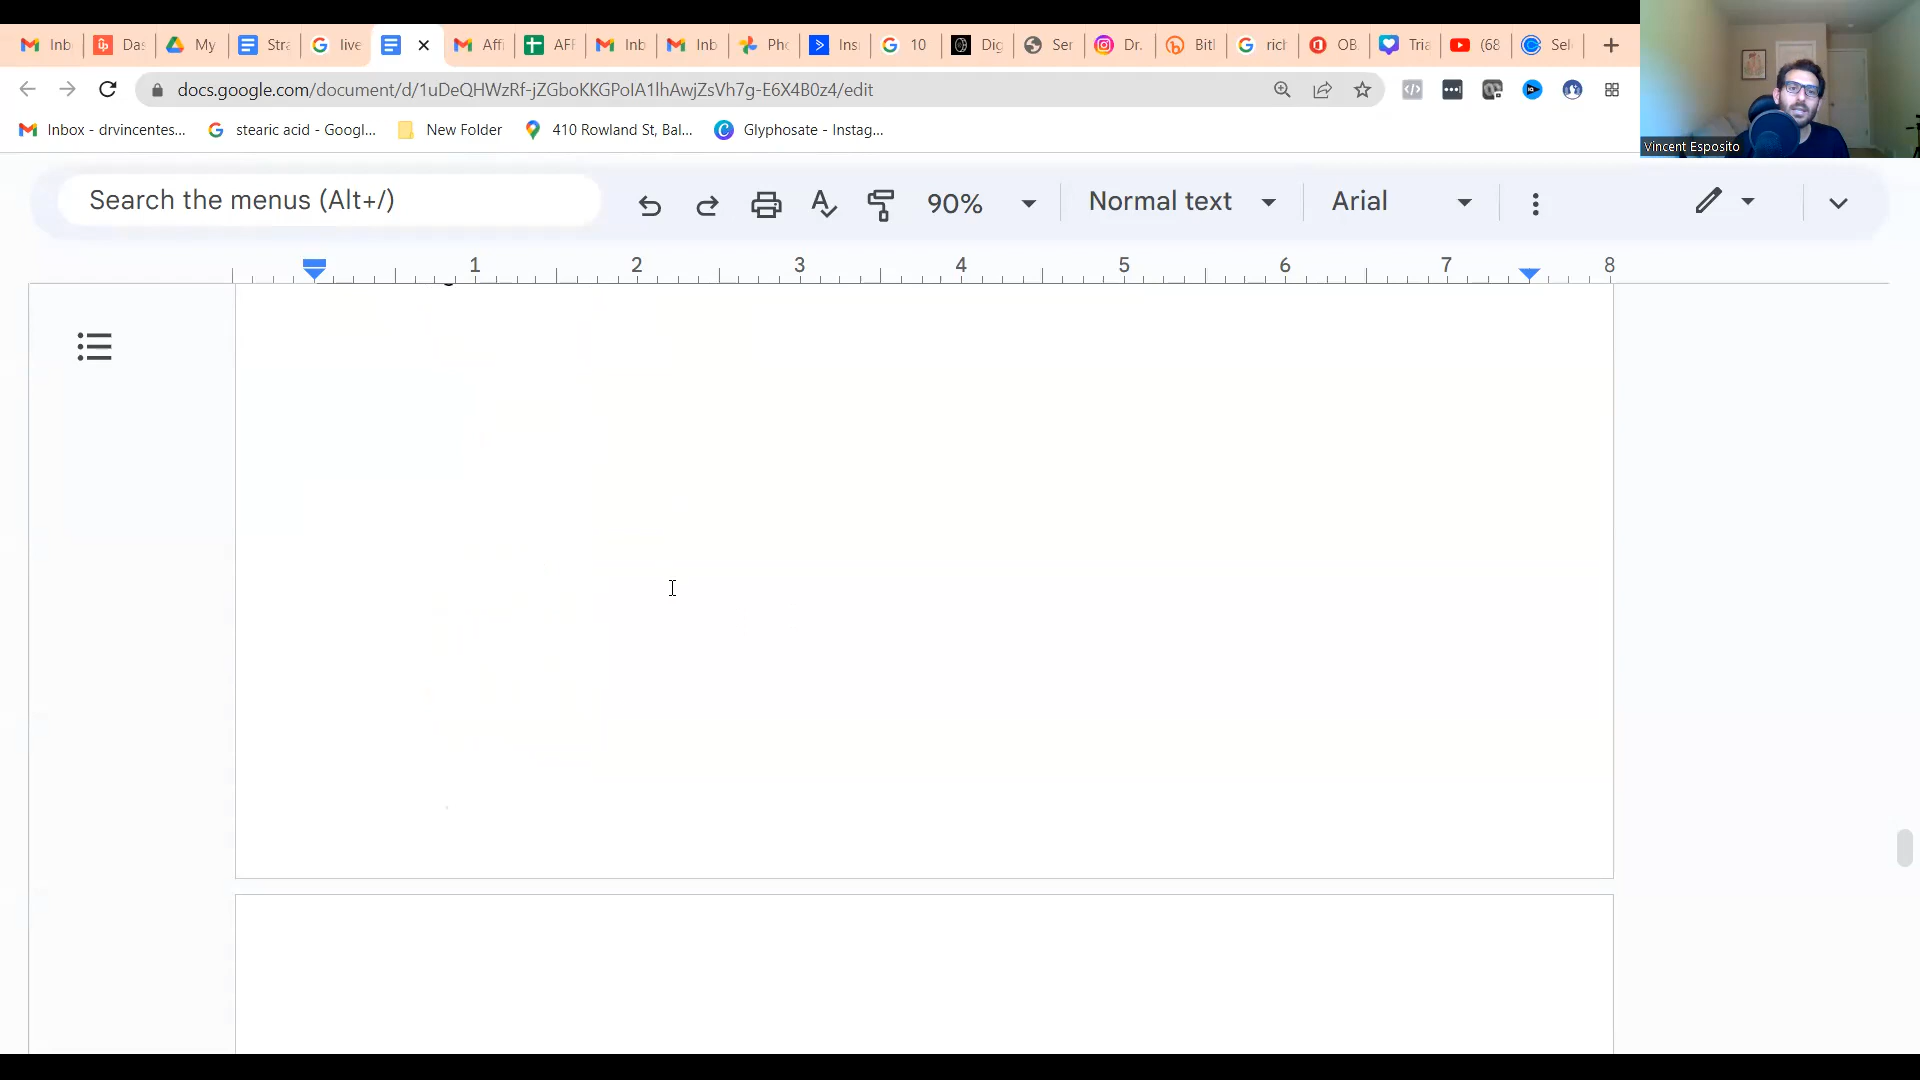 Inb Das My Stra live Affi AFF Inb Inb Pho Ins 10 Dig Ser Dr. Bitl rich OB. Tria (68 Sel
docs.google.com/document/d/1uDeQHWzRf-jZGboKKGPoIA1lhAwjZsVh7g-E6X4B0z4/edit
Inbox - drvincentes... stearic acid - Googl... New Folder 410 Rowland St, Bal... Glyphosate - Instag...
Vincent Esposito
Search the menus (Alt+/) 90% Normal text Arial
1 2 3 4 5 6 7 8